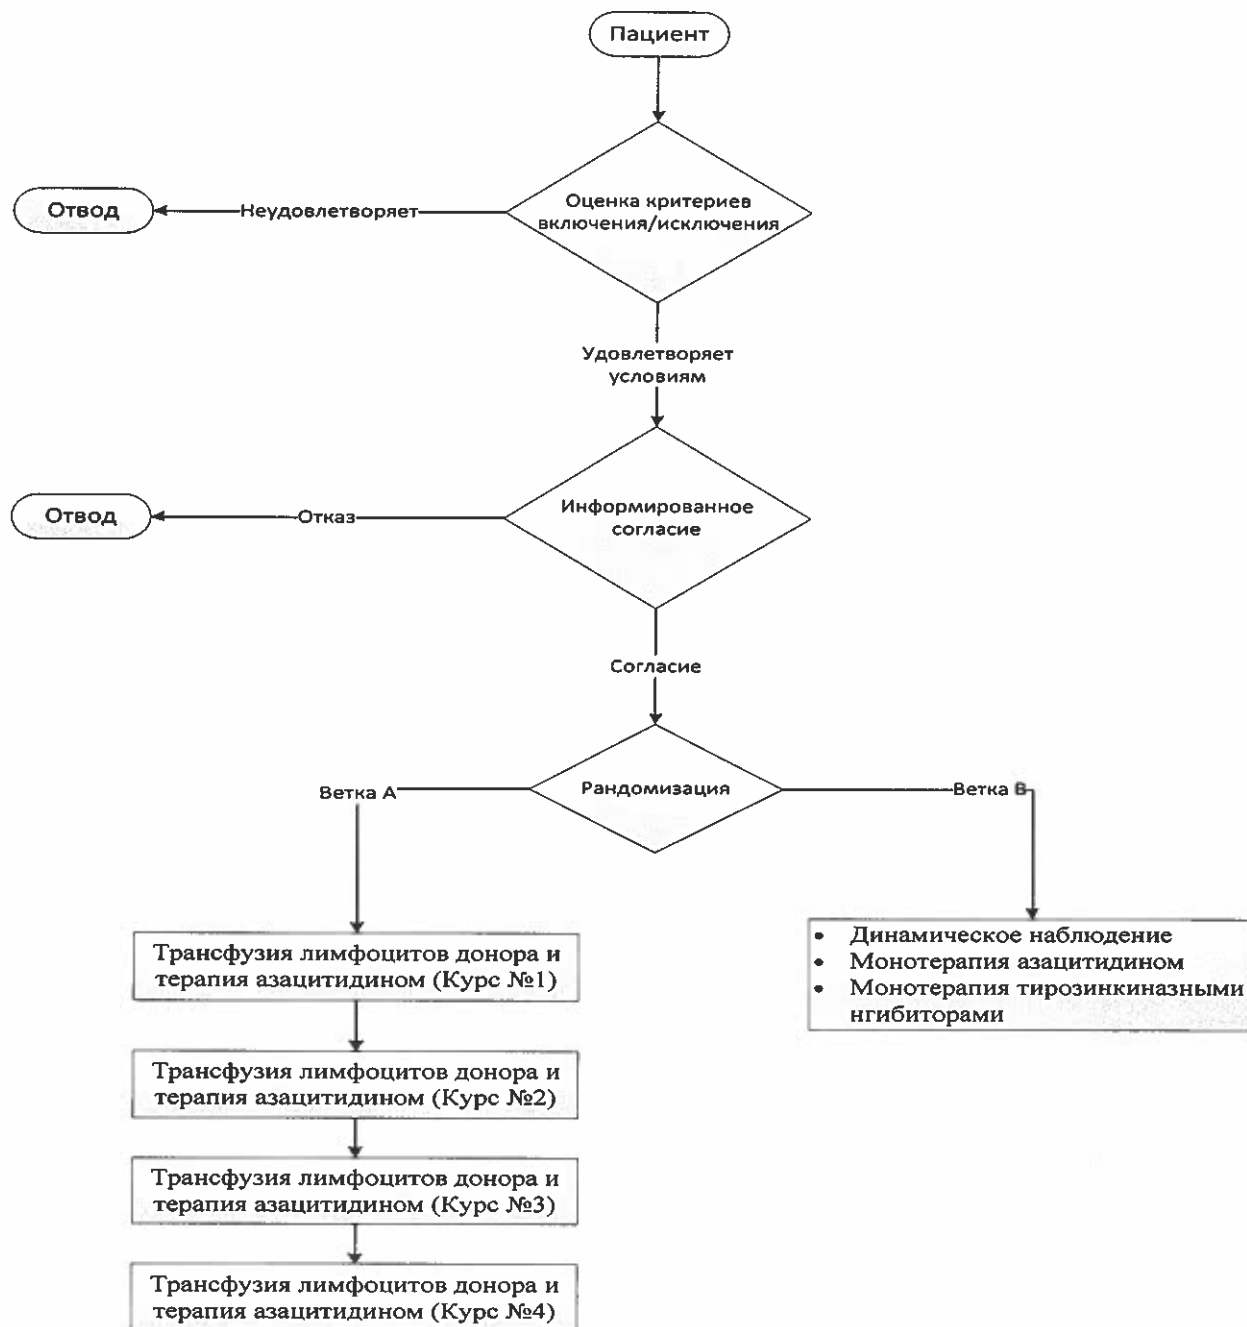 Пациент
Оценка критериев
включения/исключения
Неудовлетворяет
Отвод
Удовлетворяет
условиям
Информированное
согласие
Отказ
Отвод
Согласие
Рандомизация
Ветка А
Ветка В
Трансфузия лимфоцитов донора и
терапия азацитидином (Курс №1)
• Динамическое наблюдение
• Монотерапия азацитидином
• Монотерапия тирозинкиназными
нгибиторами
Трансфузия лимфоцитов донора и
терапия азацитидином (Курс №2)
Трансфузия лимфоцитов донора и
терапия азацитидином (Курс №3)
Трансфузия лимфоцитов донора и
терапия азацитидином (Курс №4)